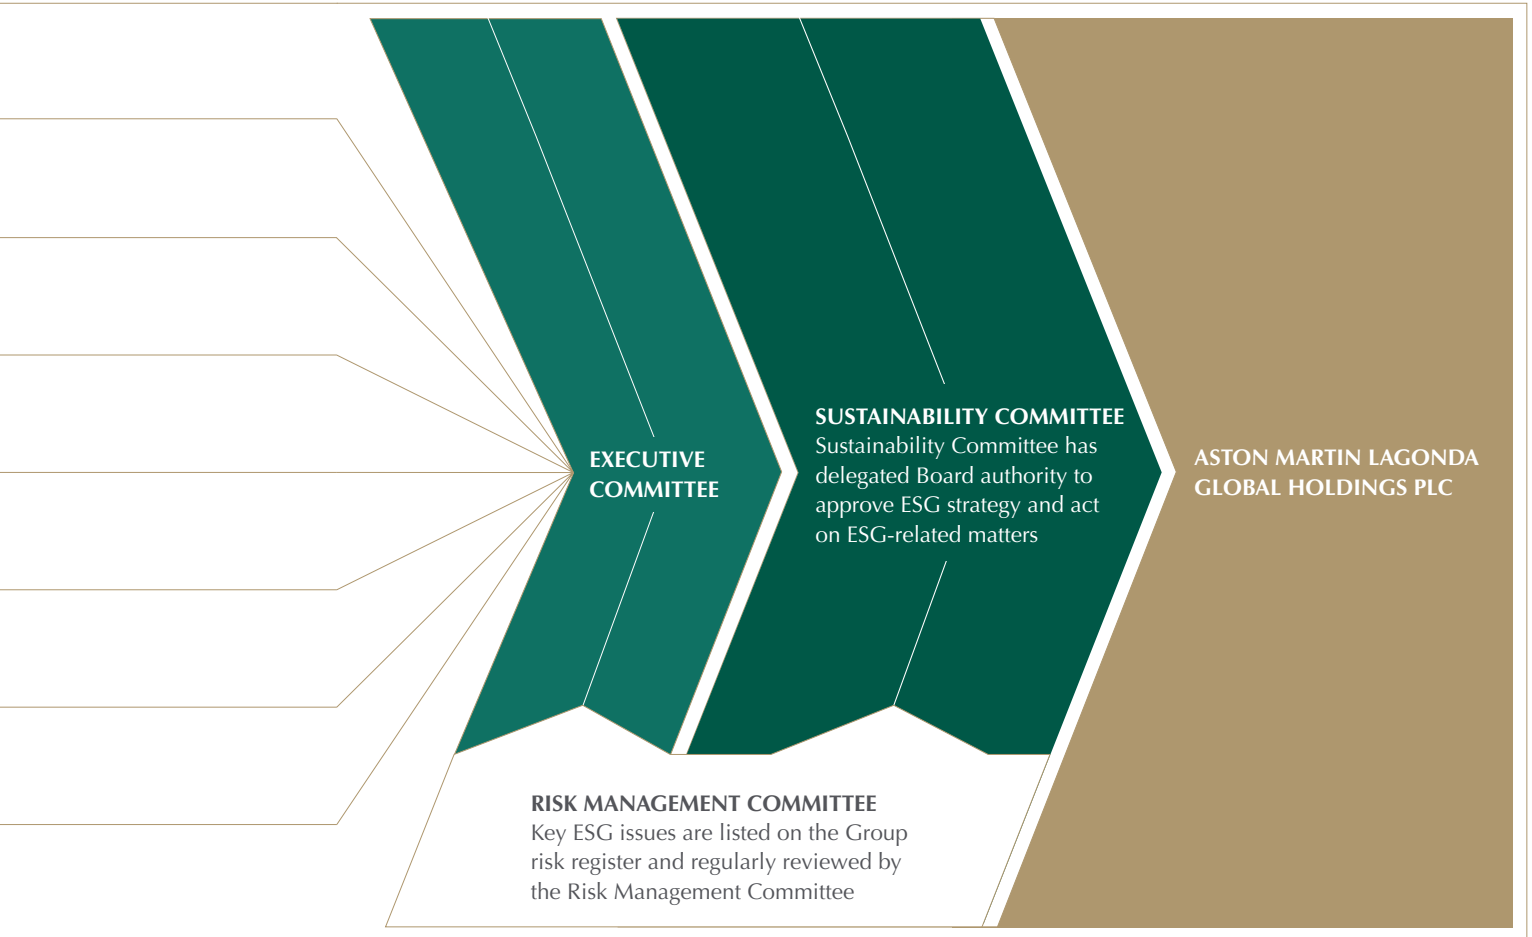 EXECUTIVE
COMMITTEE
SUSTAINABILITY COMMITTEE
Sustainability Committee has
delegated Board authority to
approve ESG strategy and act
on ESG-related matters
ASTON MARTIN LAGONDA
GLOBAL HOLDINGS PLC
RISK MANAGEMENT COMMITTEE
Key ESG issues are listed on the Group
risk register and regularly reviewed by
the Risk Management Committee